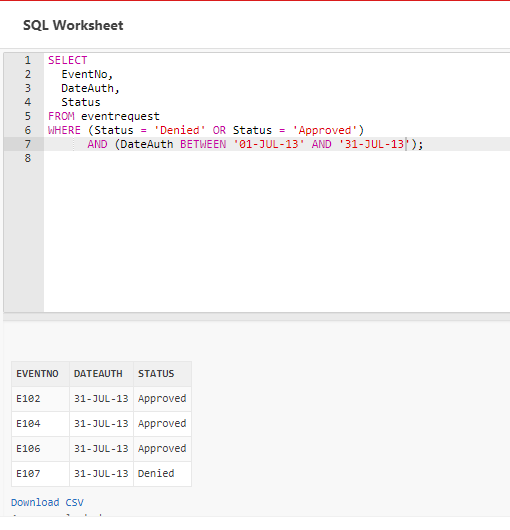 SQL Worksheet
1 SELECT
2 EventNo,
3 DateAuth,
4 Status
5 FROM eventrequest
6 WHERE (Status = 'Denied' OR Status = 'Approved')
7 AND (DateAuth BETWEEN '01-JUL-13' AND '31-JUL-13');
8
EVENTNO DATEAUTH STATUS
E102 31-JUL-13 Approved
E104 31-JUL-13 Approved
E106 31-JUL-13 Approved
E107 31-JUL-13 Denied
Download CSV